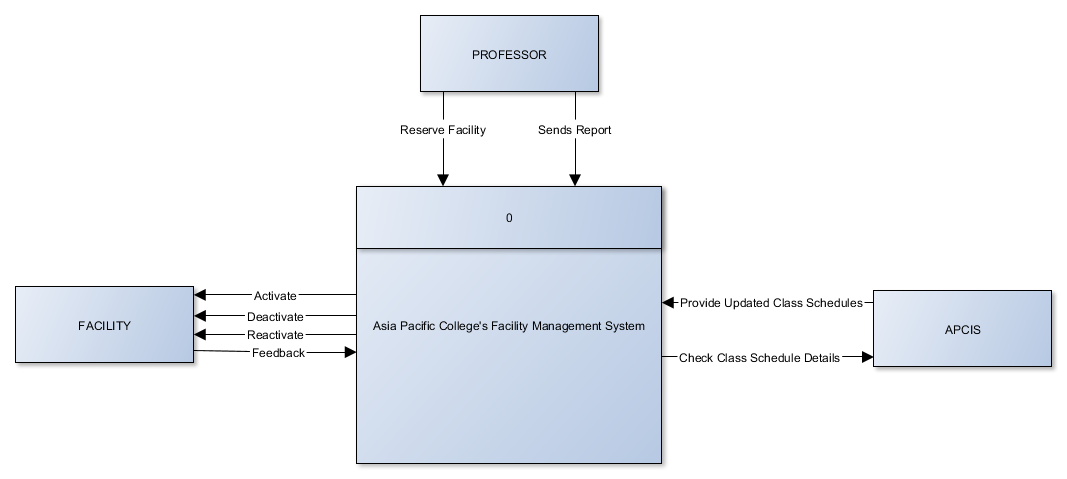 PROFESSOR
Reserve Facility
Sends Report
0
Activate
Deactivate
Reactivate
Feedback
FACILITY
Asia Pacific College's Facility Management System
Provide Updated Class Schedules
Check Class Schedule Details
APCIS